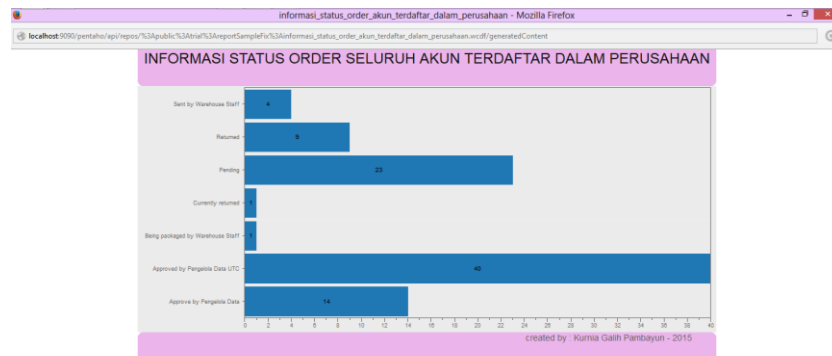 informasi_status_order_akun_terdaftar_dalam_perusahaan - Mozilla Firefox
localhost:9090/pentaho/api/repos/%3Apublic%3Atrial%3AreportSampleFix%3Ainformasi_status_order_akun_terdaftar_dalam_perusahaan.wcdf/generatedContent
INFORMASI STATUS ORDER SELURUH AKUN TERDAFTAR DALAM PERUSAHAAN
Sent by Warehouse Staff 4
Returned 9
Pending 23
Currently returned 1
Being packaged by Warehouse Staff 1
Approved by Pengelola Data UTC 40
Approve by Pengelola Data 14
0 2 4 6 8 10 12 14 16 18 20 22 24 26 28 30 32 34 36 38 40
created by : Kurnia Galih Pambayun - 2015